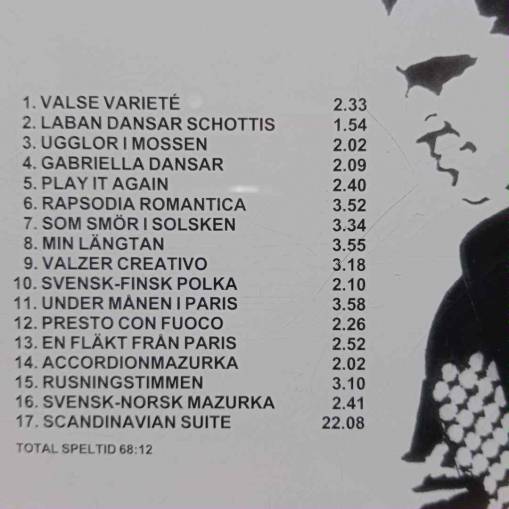 1. VALSE VARIETÉ 2.33
2. LABAN DANSAR SCHOTTIS 1.54
3. UGGLOR I MOSSEN 2.02
4. GABRIELLA DANSAR 2.09
5. PLAY IT AGAIN 2.40
6. RAPSODIA ROMANTICA 3.52
7. SOM SMÖR I SOLSKEN 3.34
8. MIN LÄNGTAN 3.55
9. VALZER CREATIVO 3.18
10. SVENSK-FINSK POLKA 2.10
11. UNDER MÅNEN I PARIS 3.58
12. PRESTO CON FUOCO 2.26
13. EN FLÄKT FRÅN PARIS 2.52
14. ACCORDIONMAZURKA 2.02
15. RUSNINGSTIMMEN 3.10
16. SVENSK-NORSK MAZURKA 2.41
17. SCANDINAVIAN SUITE 22.08
TOTAL SPELTID 68:12